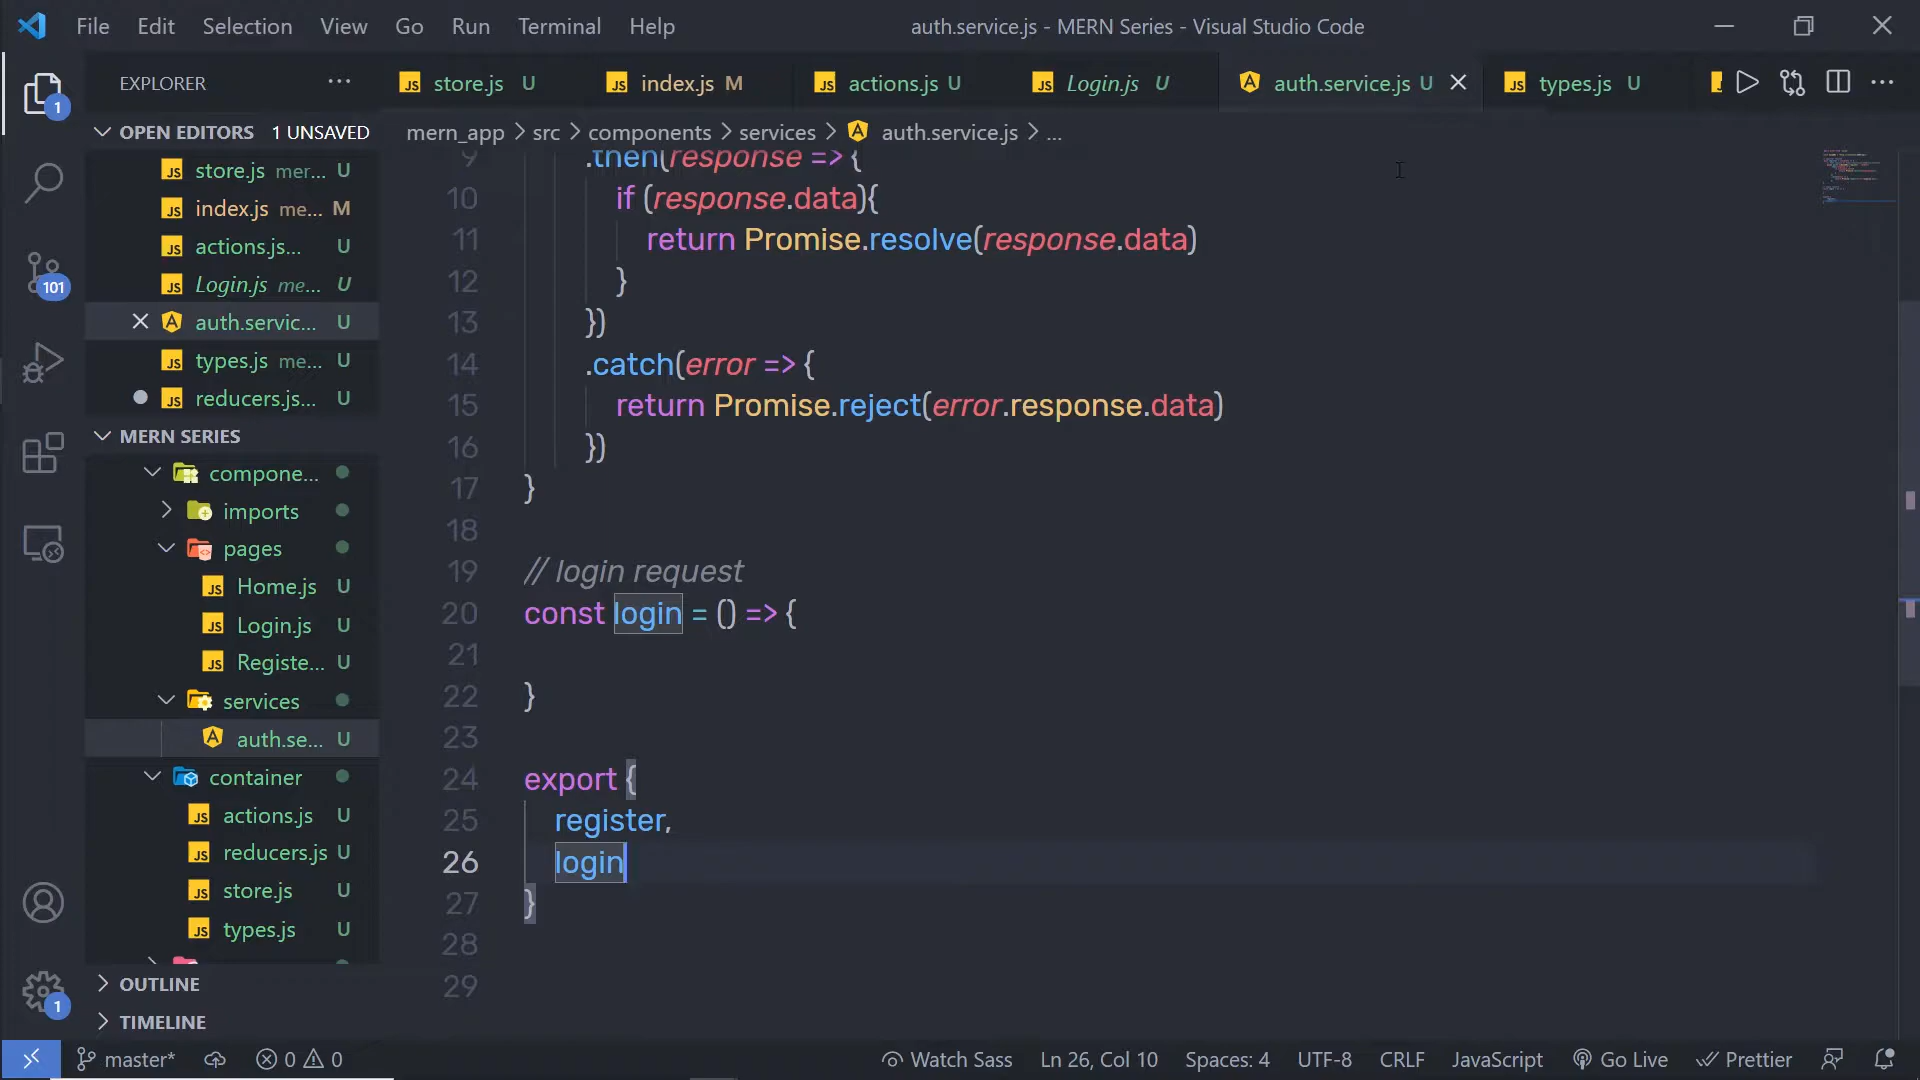 File Edit Selection View Go Run Terminal Help
auth.service.js - MERN Series - Visual Studio Code
EXPLORER
store.js U
index.js M
actions.js U
Login.js U
auth.service.js U
types.js U
OPEN EDITORS 1 UNSAVED
mern_app > src > components > services > auth.service.js > ...
store.js mer... U
index.js me... M
actions.js... U
Login.js me... U
auth.servic... U
types.js me... U
reducers.js... U
MERN SERIES
compone...
imports
pages
Home.js U
Login.js U
Registe... U
services
auth.se... U
container
actions.js U
reducers.js U
store.js U
types.js U
OUTLINE
TIMELINE
1
101
1
9 .then(response => {
10 if (response.data){
11 return Promise.resolve(response.data)
12 }
13 })
14 .catch(error => {
15 return Promise.reject(error.response.data)
16 })
17 }
18
19 // login request
20 const login = () => {
21
22 }
23
24 export {
25 register,
26 login
27 }
28
29
master* 0 0 Watch Sass Ln 26, Col 10 Spaces: 4 UTF-8 CRLF JavaScript Go Live Prettier